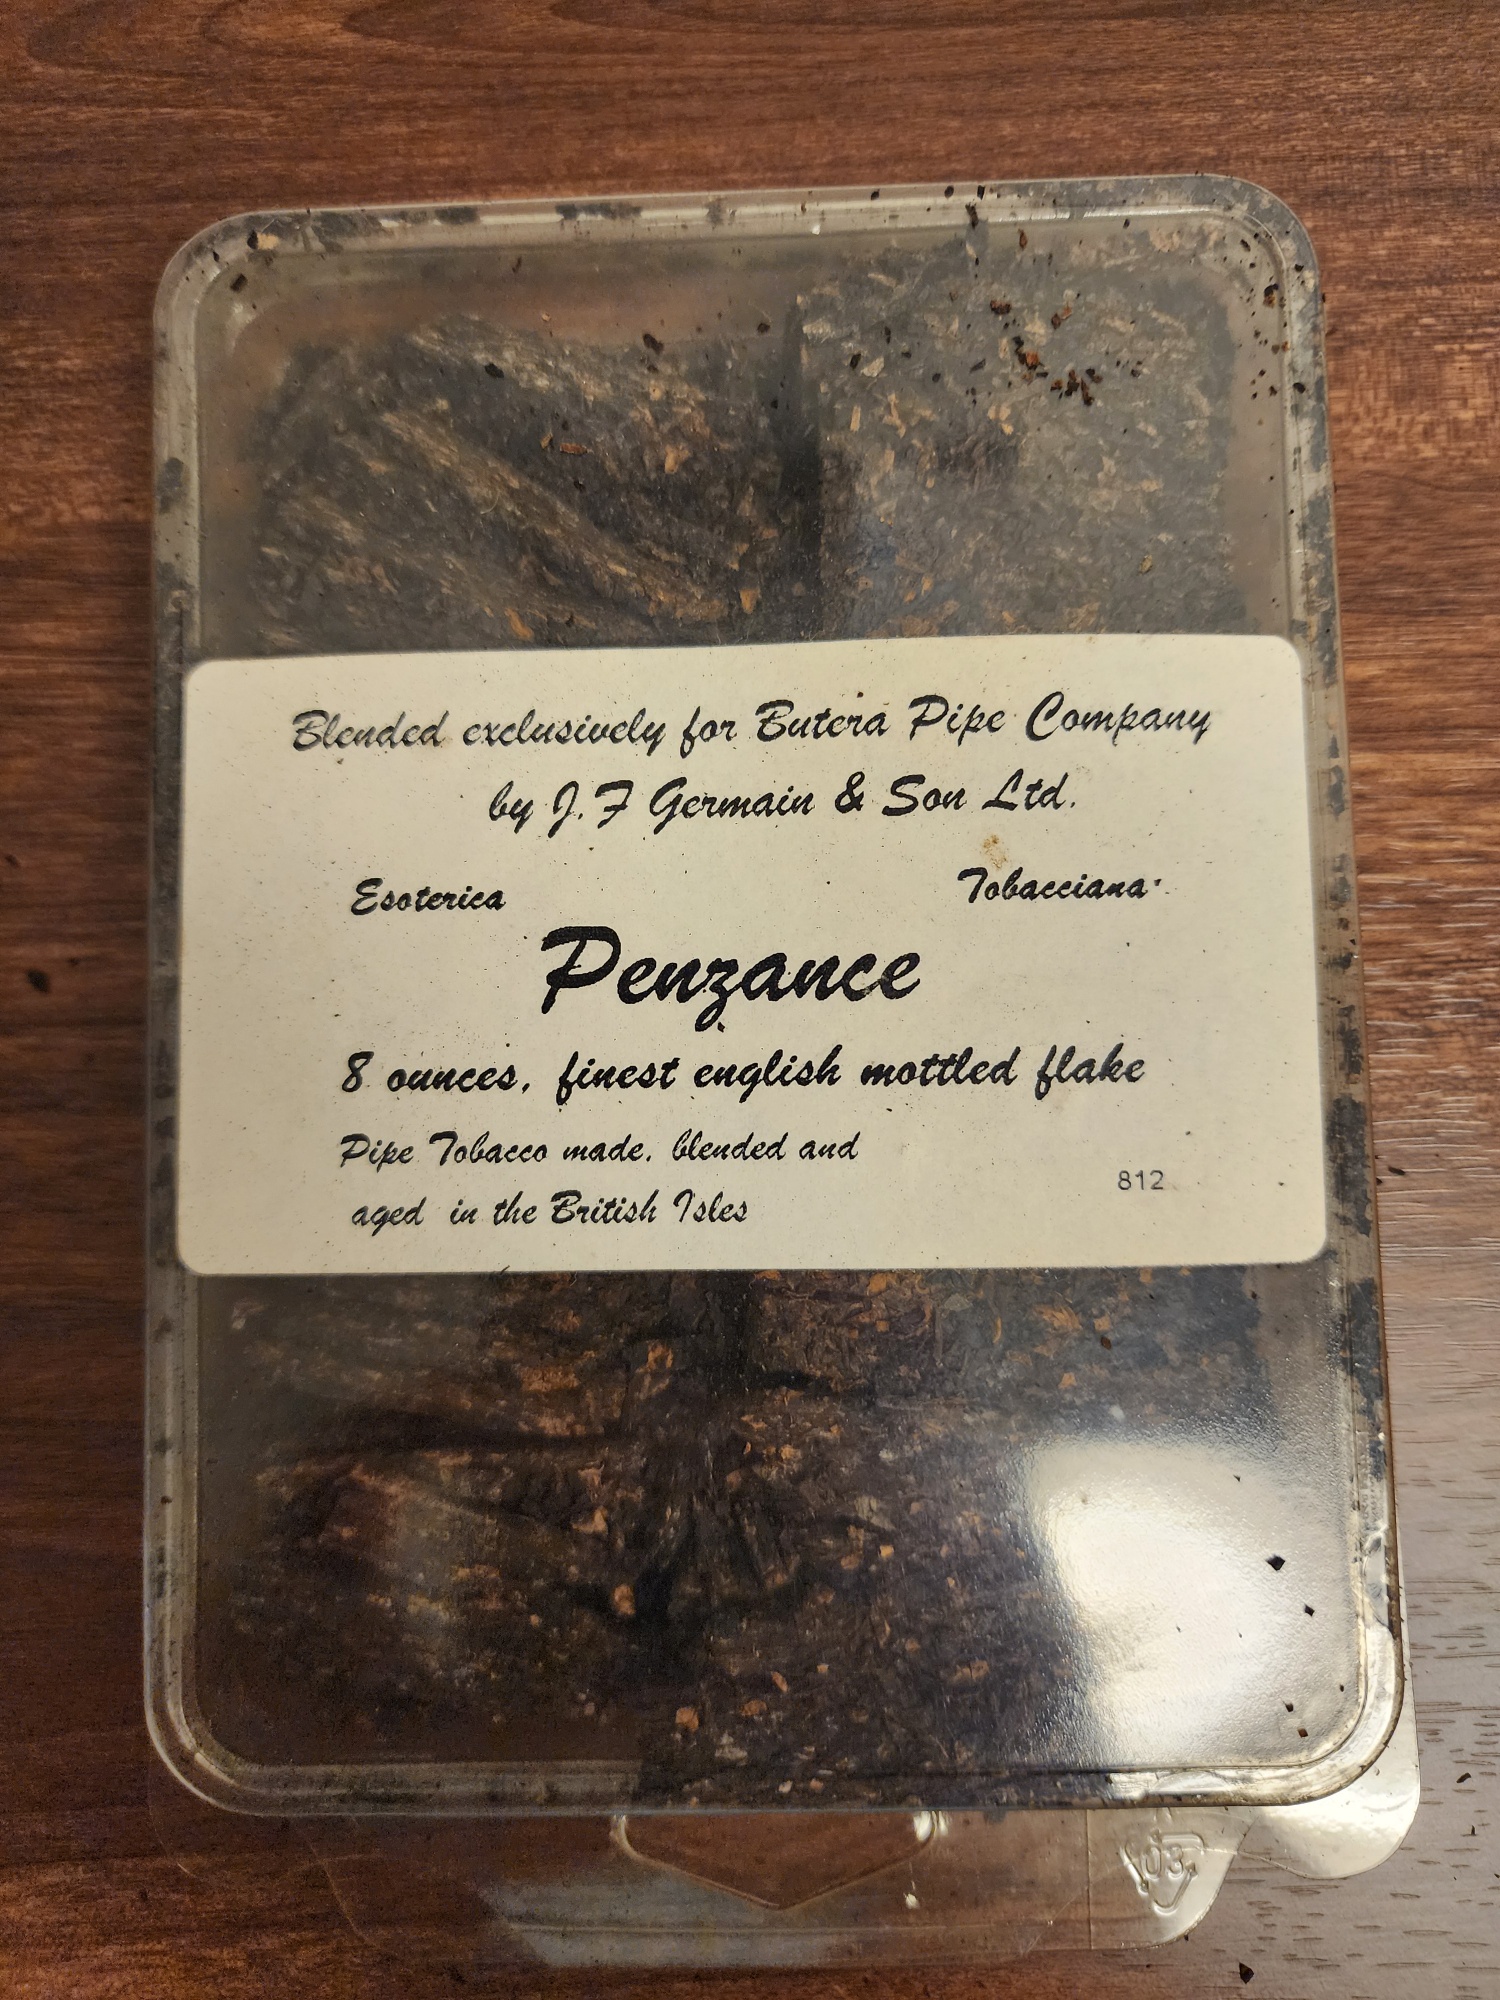 Blended exclusively for Butera Pipe Company
by J.F Germain & Son Ltd.
Esoterica Tobacciana
Penzance
8 ounces, finest english mottled flake
Pipe Tobacco made, blended and
aged in the British Isles
812
03